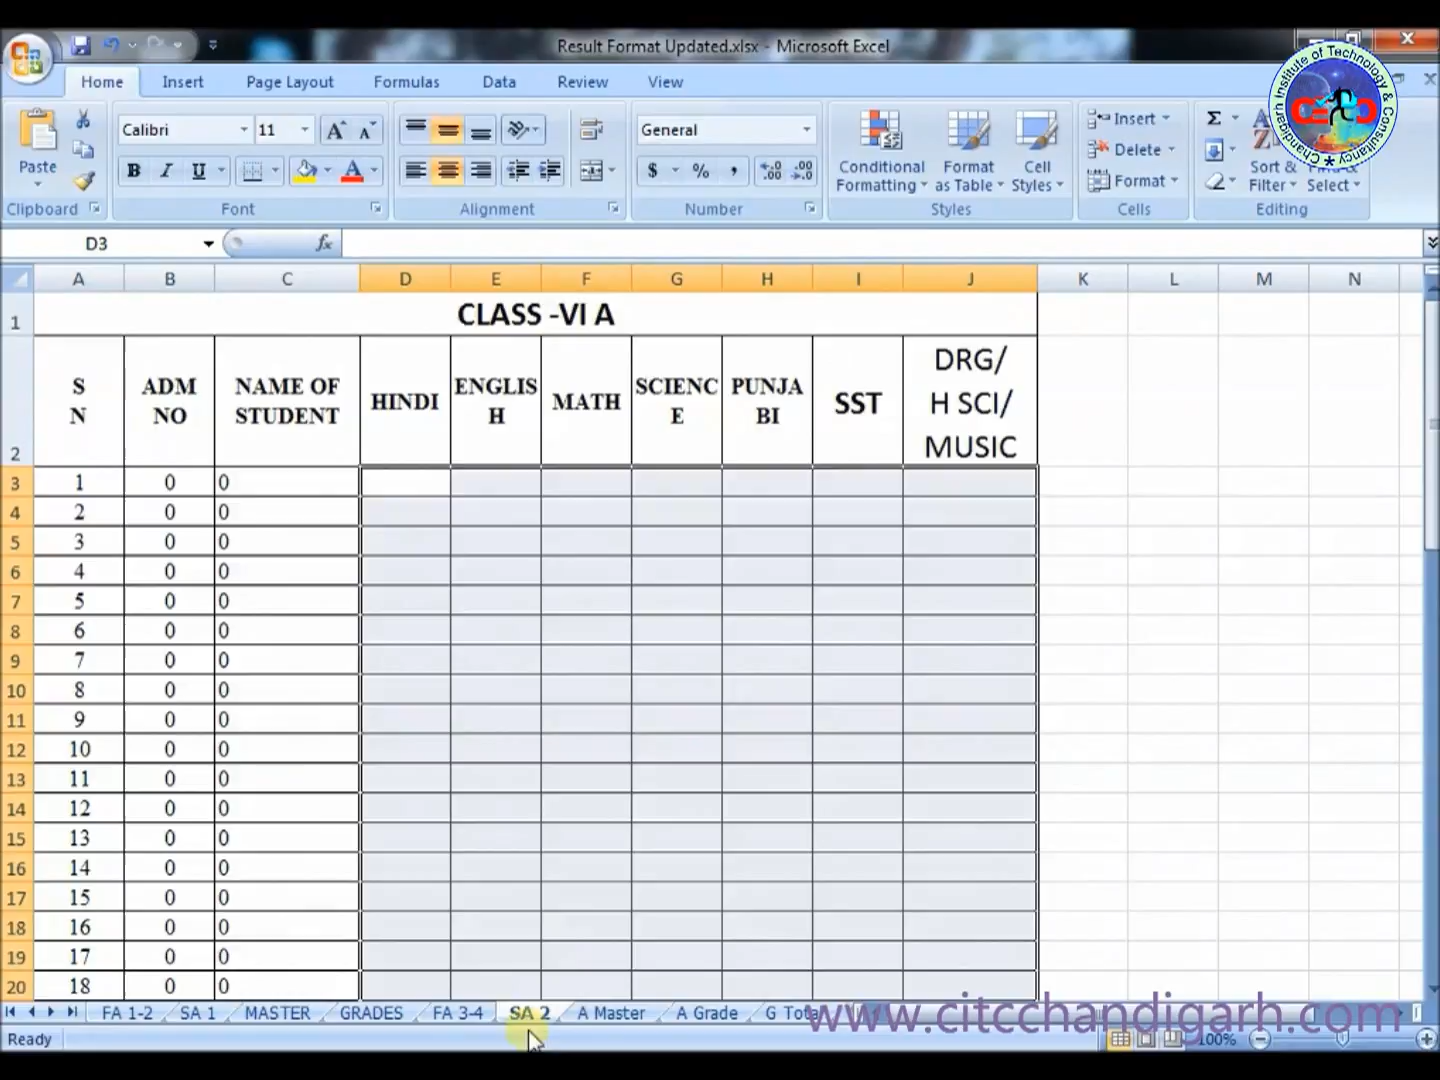 Result Format Updated.xlsx - Microsoft Excel
Home Insert Page Layout Formulas Data Review View
Chandigarh Institute of Technology & Consultancy
Paste
Clipboard
Calibri 11
B I U
Font
Alignment
General
$ % ,
Number
Conditional Formatting
Format as Table
Cell Styles
Styles
Insert
Delete
Format
Cells
Σ
Sort & Filter
Select
Editing
D3 fx
A B C D E F G H I J K L M N
1 CLASS -VI A
2
S
N
ADM
NO
NAME OF
STUDENT
HINDI
ENGLIS
H
MATH
SCIENC
E
PUNJA
BI
SST
DRG/
H SCI/
MUSIC
3 1 0 0
4 2 0 0
5 3 0 0
6 4 0 0
7 5 0 0
8 6 0 0
9 7 0 0
10 8 0 0
11 9 0 0
12 10 0 0
13 11 0 0
14 12 0 0
15 13 0 0
16 14 0 0
17 15 0 0
18 16 0 0
19 17 0 0
20 18 0 0
FA 1-2 SA 1 MASTER GRADES FA 3-4 SA 2 A Master A Grade G Total
www.citcchandigarh.com
Ready 100%